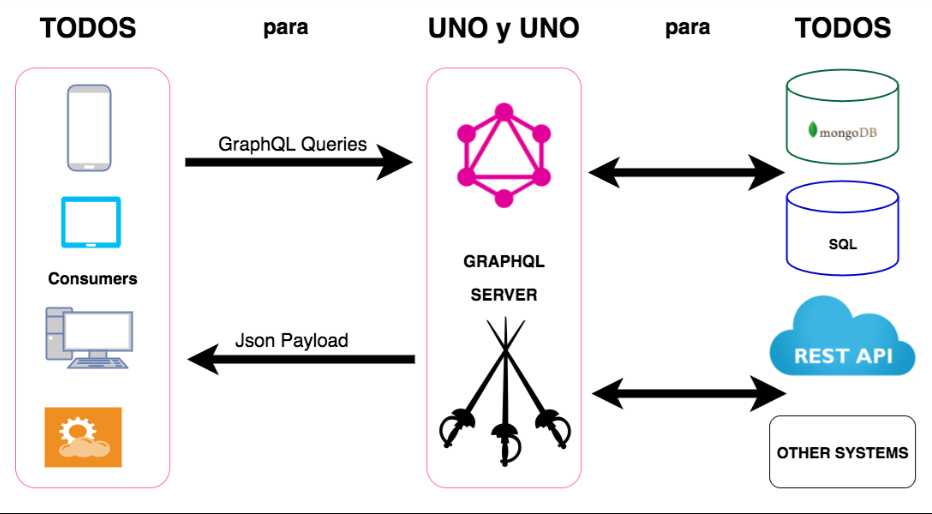 TODOS para UNO y UNO para TODOS
GraphQL Queries
mongoDB
SQL
GRAPHQL
SERVER
Consumers
Json Payload
REST API
OTHER SYSTEMS